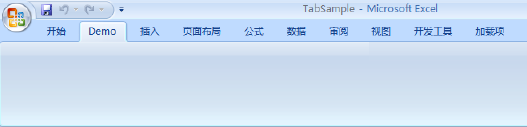 TabSample - Microsoft Excel
开始 Demo 插入 页面布局 公式 数据 审阅 视图 开发工具 加载项